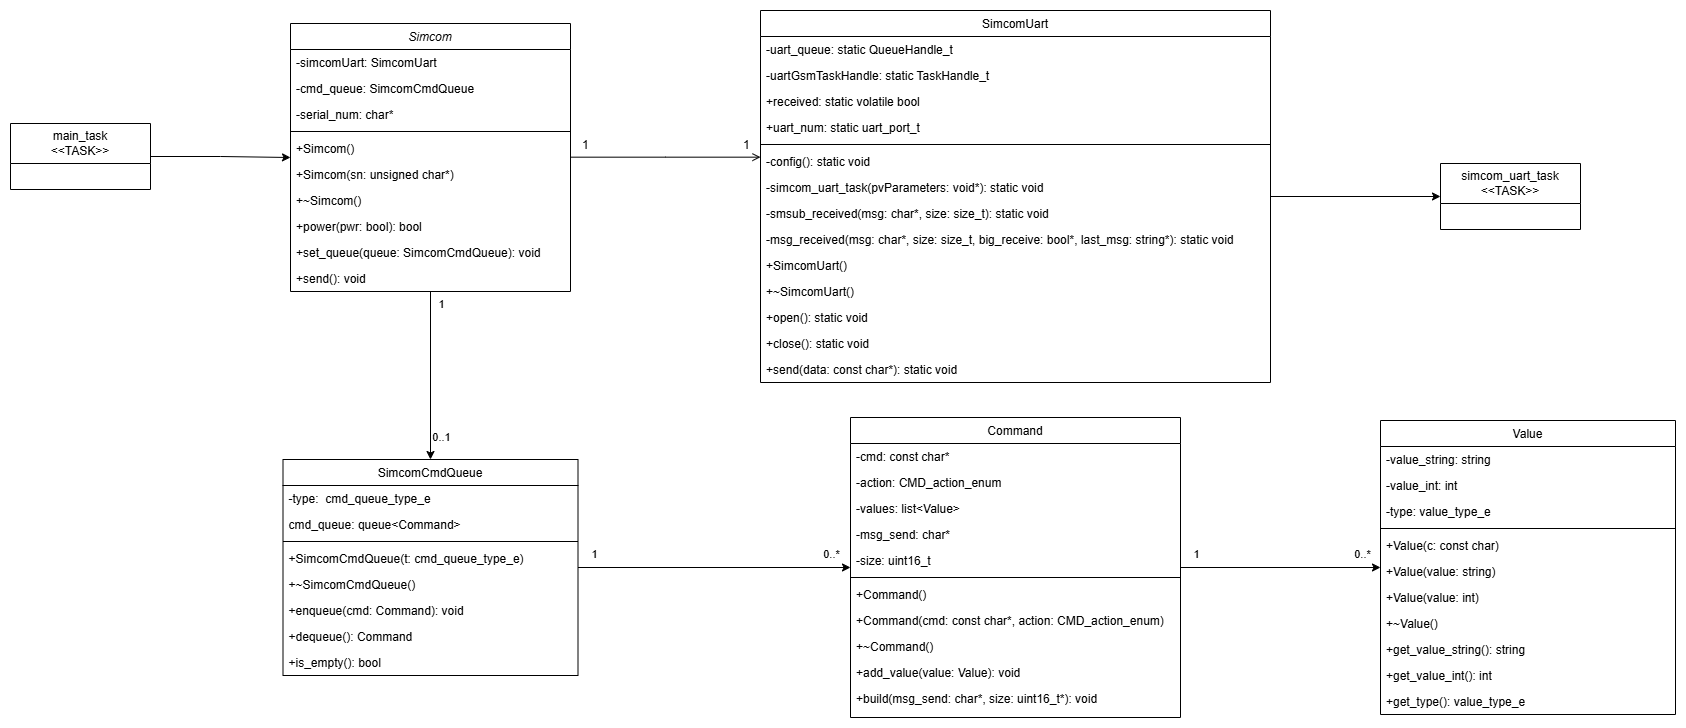 main_task
<<TASK>>
Simcom
-simcomUart: SimcomUart
-cmd_queue: SimcomCmdQueue
-serial_num: char*
+Simcom()
+Simcom(sn: unsigned char*)
+~Simcom()
+power(pwr: bool): bool
+set_queue(queue: SimcomCmdQueue): void
+send(): void
1
1
SimcomUart
-uart_queue: static QueueHandle_t
-uartGsmTaskHandle: static TaskHandle_t
+received: static volatile bool
+uart_num: static uart_port_t
-config(): static void
-simcom_uart_task(pvParameters: void*): static void
-smsub_received(msg: char*, size: size_t): static void
-msg_received(msg: char*, size: size_t, big_receive: bool*, last_msg: string*): static void
+SimcomUart()
+~SimcomUart()
+open(): static void
+close(): static void
+send(data: const char*): static void
simcom_uart_task
<<TASK>>
1
0..1
SimcomCmdQueue
-type:  cmd_queue_type_e
cmd_queue: queue<Command>
+SimcomCmdQueue(t: cmd_queue_type_e)
+~SimcomCmdQueue()
+enqueue(cmd: Command): void
+dequeue(): Command
+is_empty(): bool
1
0..*
Command
-cmd: const char*
-action: CMD_action_enum
-values: list<Value>
-msg_send: char*
-size: uint16_t
+Command()
+Command(cmd: const char*, action: CMD_action_enum)
+~Command()
+add_value(value: Value): void
+build(msg_send: char*, size: uint16_t*): void
1
0..*
Value
-value_string: string
-value_int: int
-type: value_type_e
+Value(c: const char)
+Value(value: string)
+Value(value: int)
+~Value()
+get_value_string(): string
+get_value_int(): int
+get_type(): value_type_e